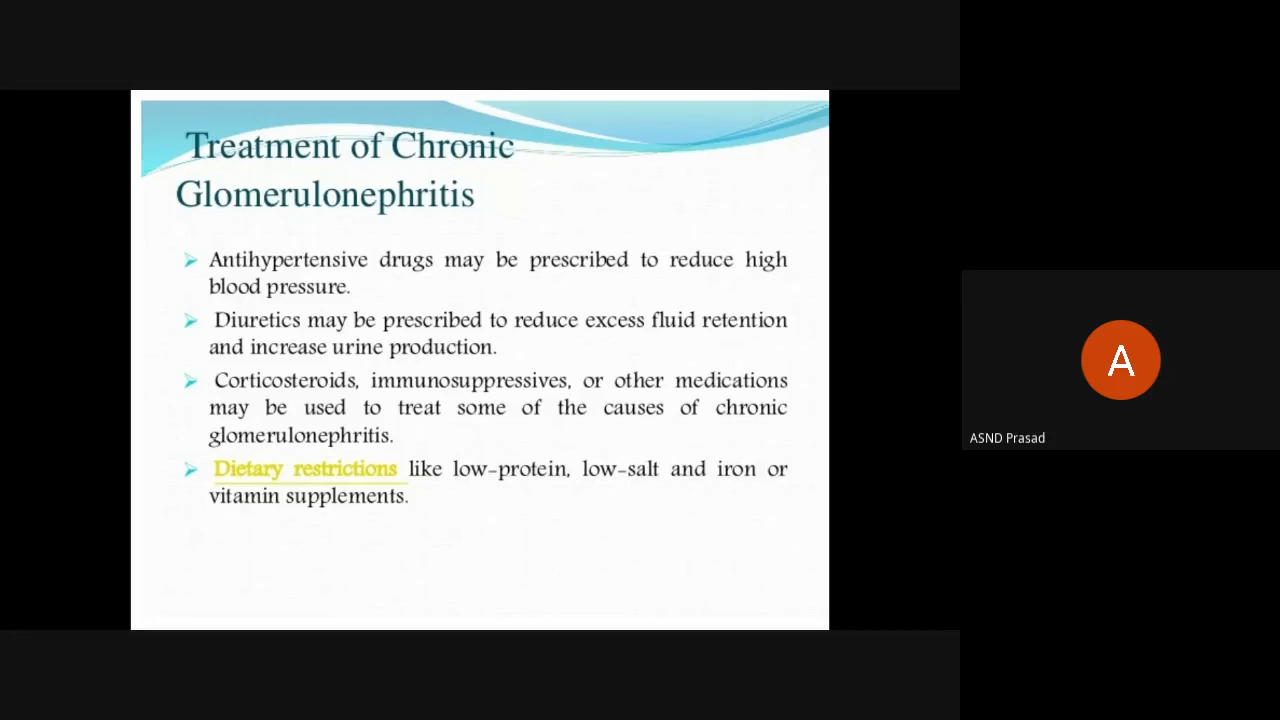 Treatment of Chronic
Glomerulonephritis
Antihypertensive drugs may be prescribed to reduce high
blood pressure.
Diuretics may be prescribed to reduce excess fluid retention
and increase urine production.
Corticosteroids, immunosuppressives, or other medications
may be used to treat some of the causes of chronic
glomerulonephritis.
Dietary restrictions like low-protein, low-salt and iron or
vitamin supplements.
A
ASND Prasad